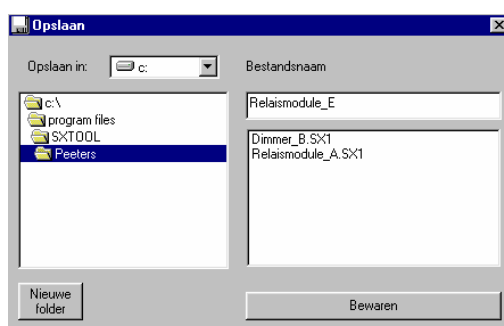 Opslaan
Opslaan in:
c:
Bestandsnaam
c:\
program files
SXTOOL
Peeters
Relaismodule_E
Dimmer_B.SX1
Relaismodule_A.SX1
Nieuwe
folder
Bewaren